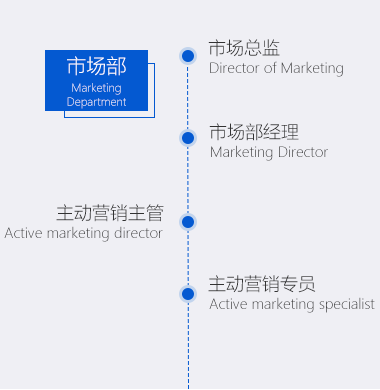 市场部
Marketing
Department
市场总监
Director of Marketing
市场部经理
Marketing Director
主动营销主管
Active marketing director
主动营销专员
Active marketing specialist